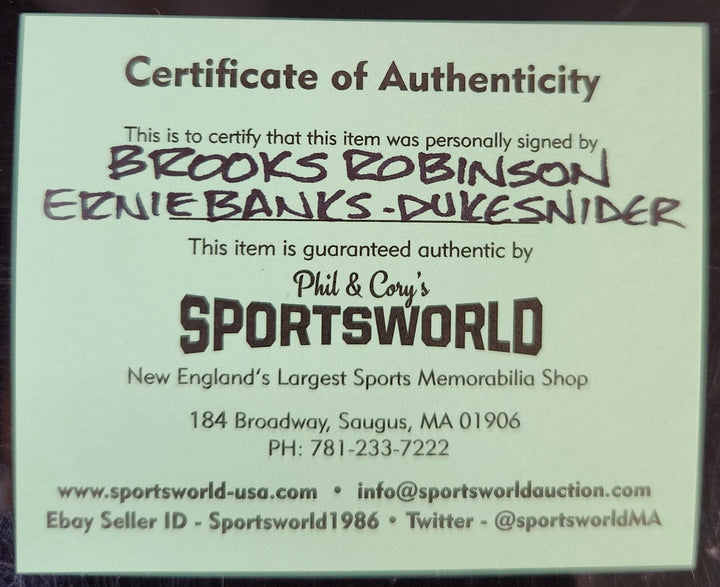 Certificate of Authenticity
This is to certify that this item was personally signed by
BROOKS ROBINSON
ERNIE BANKS - DUKE SNIDER
This item is guaranteed authentic by
Phil & Cory's
SPORTSWORLD
New England's Largest Sports Memorabilia Shop
184 Broadway, Saugus, MA 01906
PH: 781-233-7222
www.sportsworld-usa.com • info@sportsworldauction.com
Ebay Seller ID - Sportsworld1986 • Twitter - @sportsworldMA